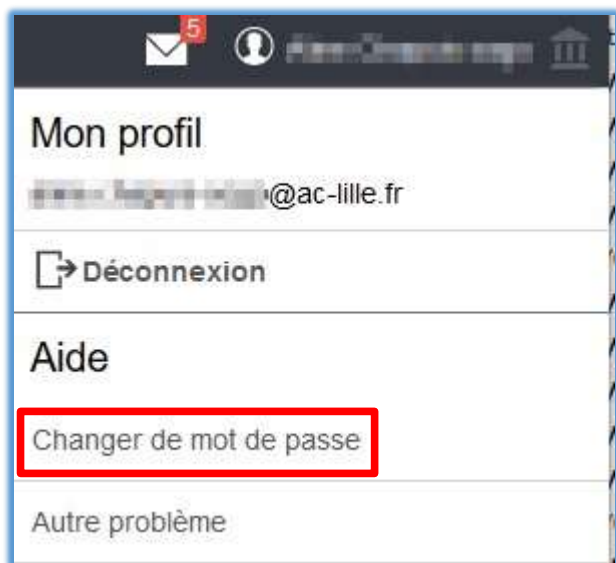 5
Mon profil
@ac-lille.fr
Déconnexion
Aide
Changer de mot de passe
Autre problème